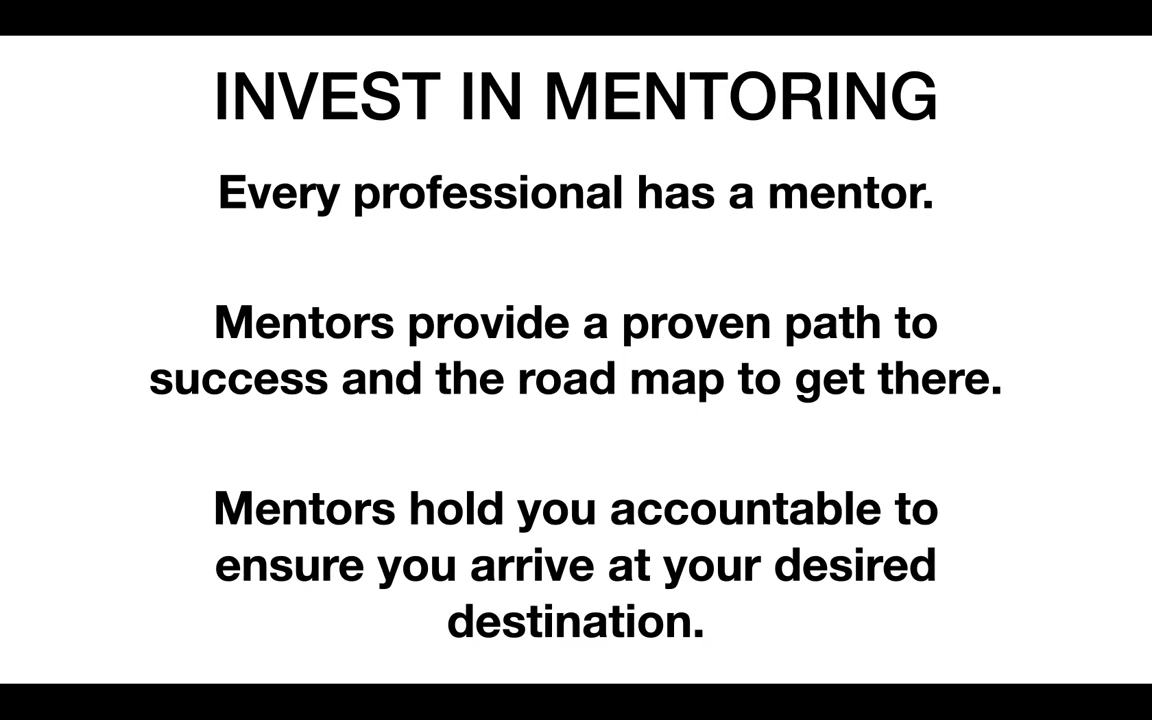 INVEST IN MENTORING
Every professional has a mentor.
Mentors provide a proven path to
success and the road map to get there.
Mentors hold you accountable to
ensure you arrive at your desired
destination.